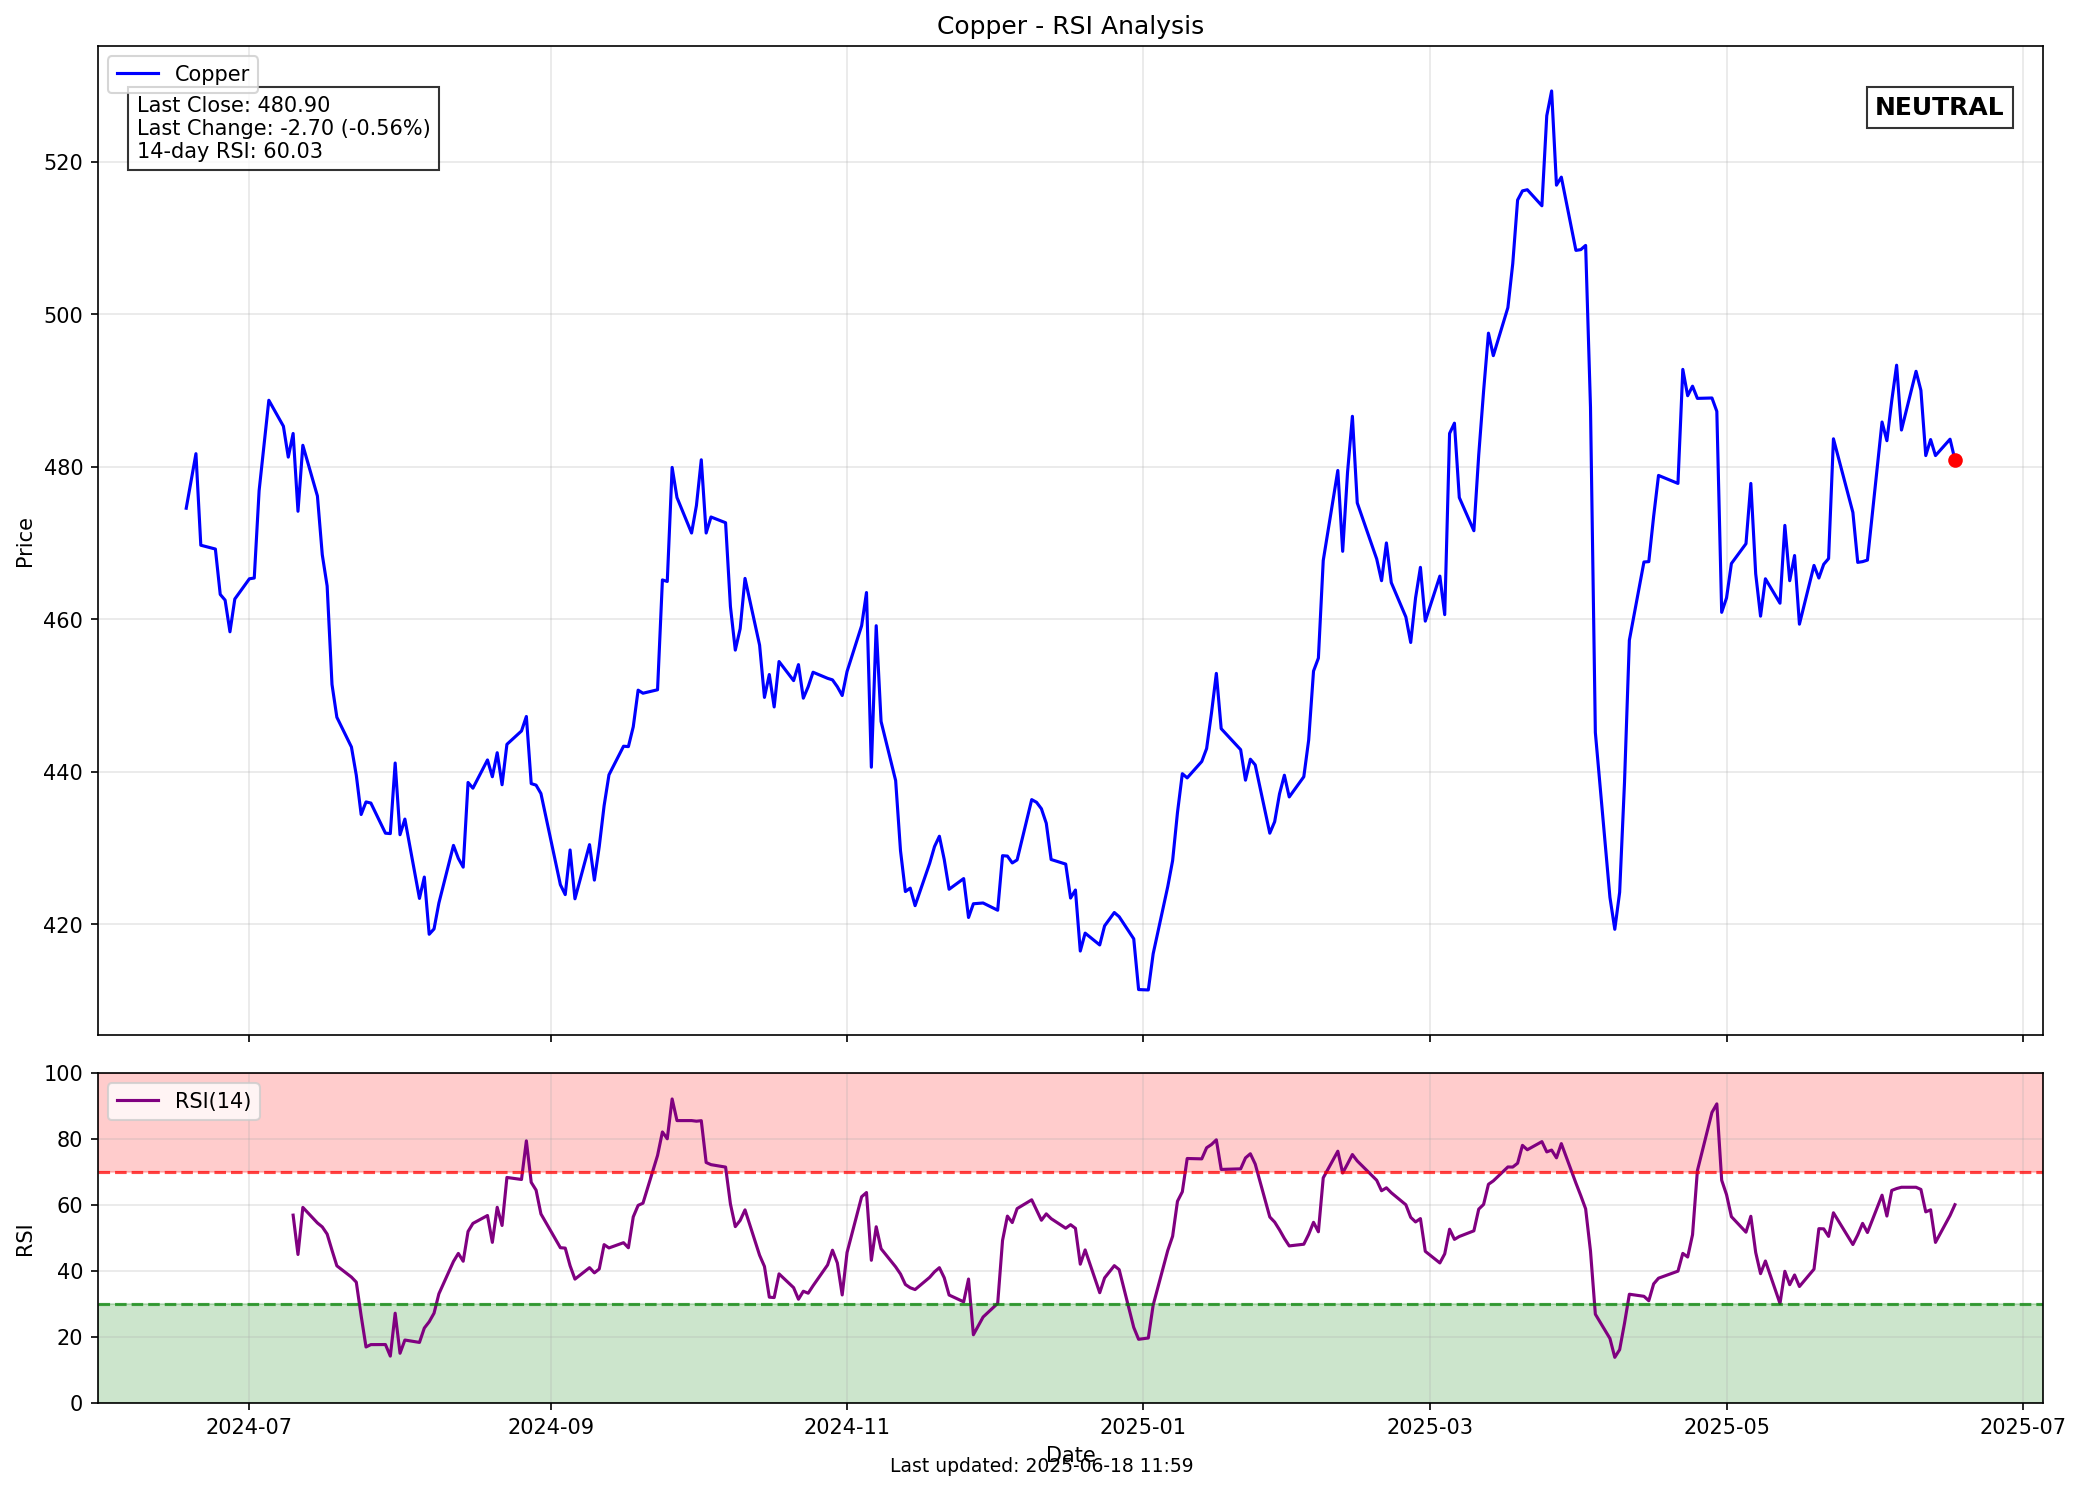 Copper - RSI Analysis
Copper
Last Close: 480.90
Last Change: -2.70 (-0.56%)
14-day RSI: 60.03
NEUTRAL
Price
520
500
480
460
440
420
RSI(14)
RSI
100
80
60
40
20
0
2024-07
2024-09
2024-11
2025-01
2025-03
2025-05
2025-07
Date
Last updated: 2025-06-18 11:59